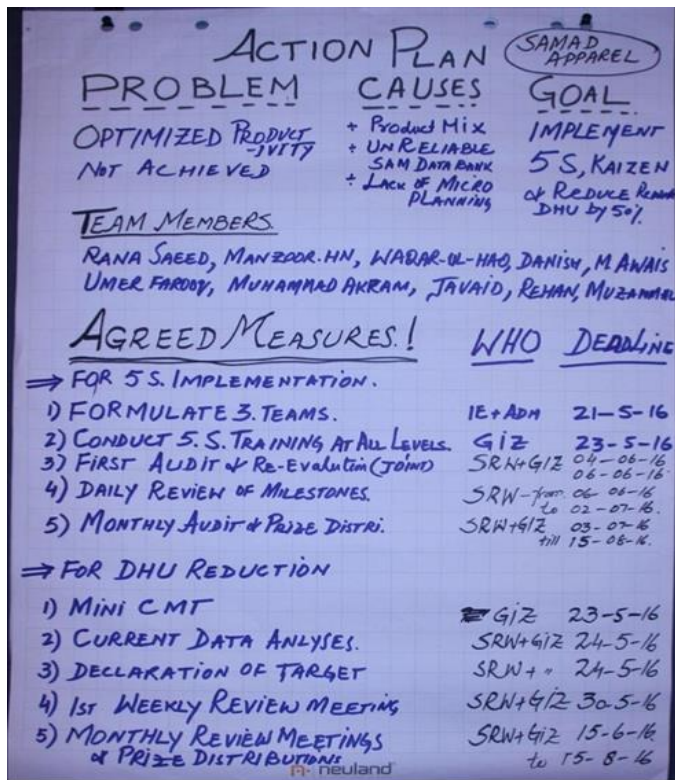 ACTION PLAN
SAMAD
APPAREL
PROBLEM
OPTIMIZED PRODUCT
-IVITY
NOT ACHIEVED
CAUSES
+ Product Mix
+ UNRELIABLE
SAM DATA BANK
+ LACK OF MICRO
PLANNING
GOAL
IMPLEMENT
5 S, KAIZEN
& REDUCE
DHU by 50%
TEAM MEMBERS
RANA SAEED, MANZOOR.HN, WAQAR-UL-HAQ, DANISH, M.AWAIS
UMER FAROOQ, MUHAMMAD AKRAM, JAVAID, REHAN, MUZAMMAL
AGREED MEASURES! WHO DEADLINE
⇒ FOR 5 S. IMPLEMENTATION.
1) FORMULATE 3. TEAMS. IE + ADM 21-5-16
2) CONDUCT 5. S. TRAINING AT ALL LEVELS. GIZ 23-5-16
3) FIRST AUDIT & RE-EVALUTION (JOINT) SRW+GIZ 04-06-16
06-06-16
4) DAILY REVIEW OF MILESTONES. SRW- from 06-06-16
to 02-07-16
5) MONTHLY AUDIT & PRIZE DISTRI. SRW+GIZ 03-07-16
till 15-08-16.
⇒ FOR DHU REDUCTION
1) MINI CMT GIZ 23-5-16
2) CURRENT DATA ANLYSES. SRW+GIZ 24-5-16
3) DECLARATION OF TARGET SRW+ " 24-5-16
4) 1ST WEEKLY REVIEW MEETING SRW+GIZ 30-5-16
5) MONTHLY REVIEW MEETINGS SRW+GIZ 15-6-16
& PRIZE DISTRIBUTIONS to 15-8-16
neuland